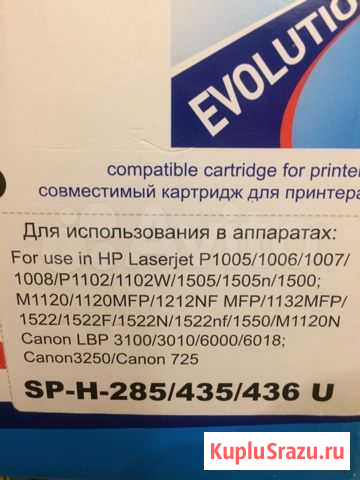 EVOLUTIO
compatible cartridge for printer
совместимый картридж для принтера
Для использования в аппаратах:
For use in HP Laserjet P1005/1006/1007/
1008/P1102/1102W/1505/1505n/1500;
M1120/1120MFP/1212NF MFP/1132MFP/
1522/1522F/1522N/1522nf/1550/M1120N
Canon LBP 3100/3010/6000/6018;
Canon3250/Canon 725
SP-H-285/435/436 U
KupluSrazu.ru